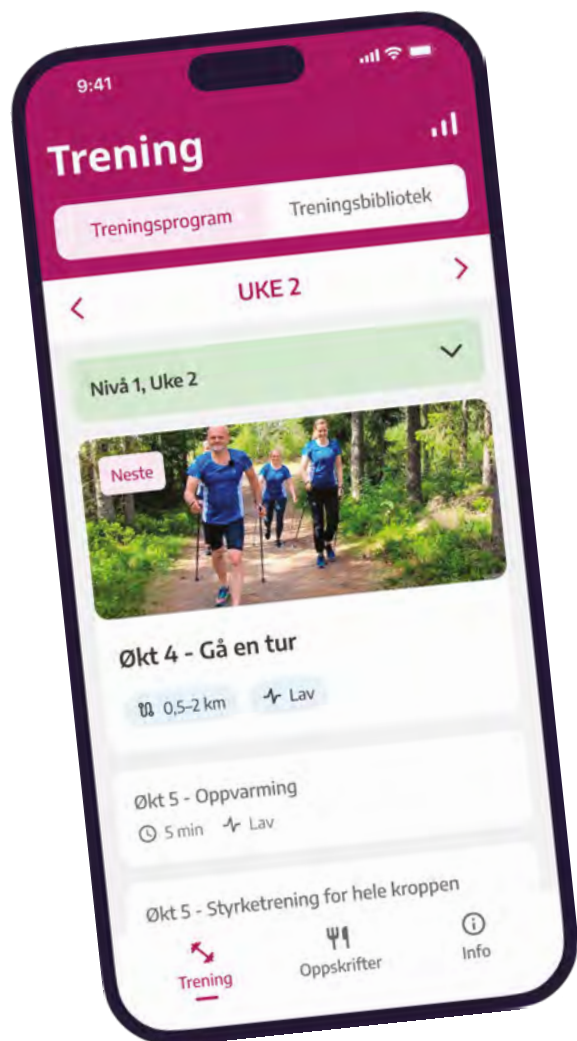 9:41
Trening
Treningsprogram
Treningsbibliotek
UKE 2
Nivå 1, Uke 2
Neste
Økt 4 - Gå en tur
0,5–2 km
Lav
Økt 5 - Oppvarming
5 min
Lav
Økt 5 - Styrketrening for hele kroppen
Trening
Oppskrifter
Info